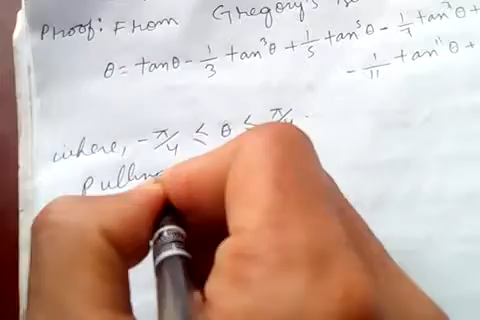 Proof: From Gregory's
θ = tanθ - 1/3 tan³θ + 1/5 tan⁵θ - 1/7 tan⁷θ +
- 1/11 tan¹¹θ +
where, -π/4 ≤ θ ≤ π/4.